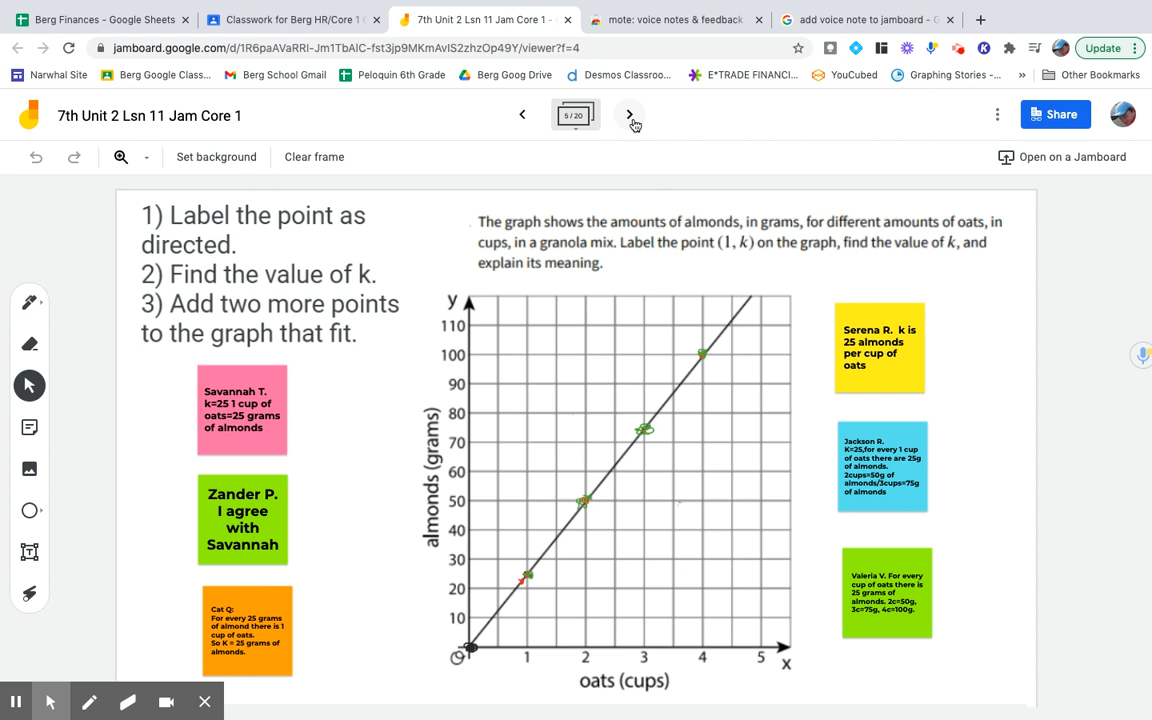 Berg Finances - Google Sheets
Classwork for Berg HR/Core 1 (
7th Unit 2 Lsn 11 Jam Core 1 -
mote: voice notes & feedback
add voice note to jamboard - G
jamboard.google.com/d/1R6paAVaRRI-Jm1TbAlC-fst3jp9MKmAvlS2zhzOp49Y/viewer?f=4
Update
Narwhal Site
Berg Google Class...
Berg School Gmail
Peloquin 6th Grade
Berg Goog Drive
Desmos Classroo...
E*TRADE FINANCI...
YouCubed
Graphing Stories -...
»
Other Bookmarks
7th Unit 2 Lsn 11 Jam Core 1
5 / 20
Share
Set background
Clear frame
Open on a Jamboard
1) Label the point as
directed.
2) Find the value of k.
3) Add two more points
to the graph that fit.
The graph shows the amounts of almonds, in grams, for different amounts of oats, in
cups, in a granola mix. Label the point (1, k) on the graph, find the value of k, and
explain its meaning.
Savannah T.
k=25 1 cup of
oats=25 grams
of almonds
Zander P.
I agree
with
Savannah
Cat Q:
For every 25 grams
of almond there is 1
cup of oats.
So K = 25 grams of
almonds.
y
110
100
90
80
70
60
50
40
30
20
10
O
1
2
3
4
5
x
almonds (grams)
oats (cups)
Serena R. k is
25 almonds
per cup of
oats
Jackson R.
K=25,for every 1 cup
of oats there are 25g
of almonds.
2cups=50g of
almonds/3cups=75g
of almonds
Valeria V. For every
cup of oats there is
25 grams of
almonds. 2c=50g,
3c=75g, 4c=100g.